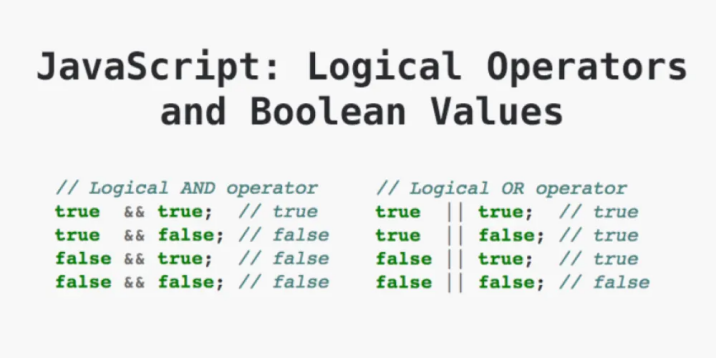 JavaScript: Logical Operators
and Boolean Values
// Logical AND operator
true && true; // true
true && false; // false
false && true; // false
false && false; // false
// Logical OR operator
true || true; // true
true || false; // true
false || true; // true
false || false; // false